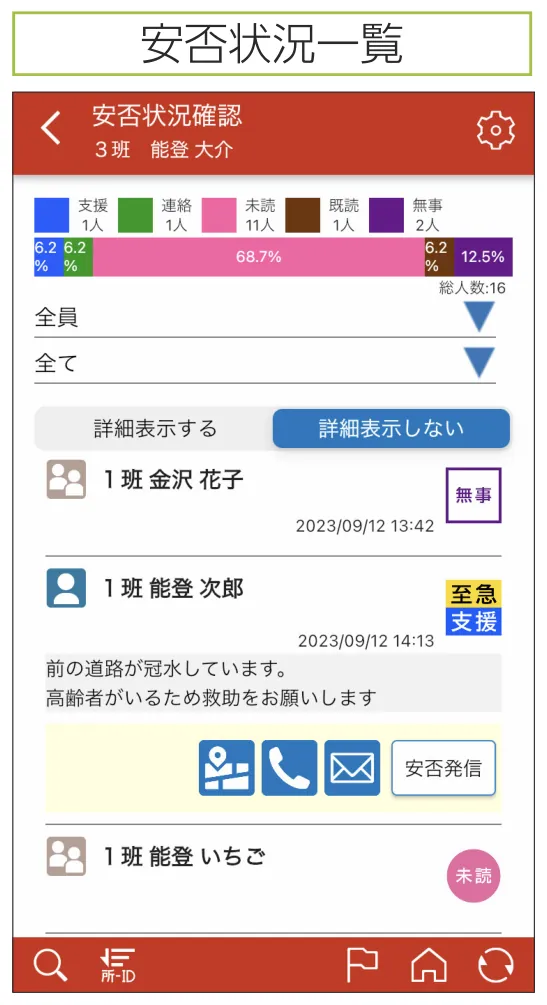 安否状況一覧
安否状況確認
3班 能登 大介
支援 連絡 未読 既読 無事
1人 1人 11人 1人 2人
6.2% 6.2% 68.7% 6.2% 12.5%
総人数:16
全員
全て
詳細表示する 詳細表示しない
1班 金沢 花子
無事
2023/09/12 13:42
1班 能登 次郎
至急
支援
2023/09/12 14:13
前の道路が冠水しています。
高齢者がいるため救助をお願いします
安否発信
1班 能登 いちご
未読
所-ID